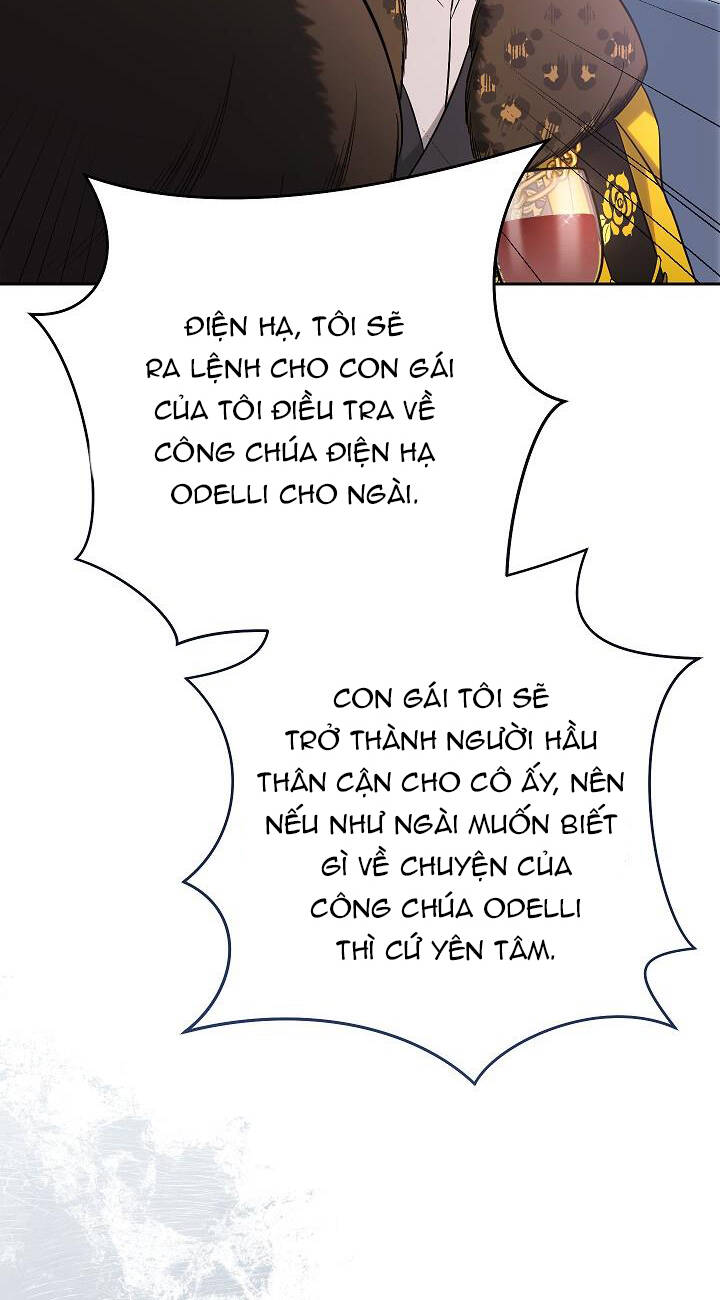 ĐIỆN HẠ, TÔI SẼ
RA LỆNH CHO CON GÁI
CỦA TÔI ĐIỀU TRA VỀ
CÔNG CHÚA ĐIỆN HẠ
ODELLI CHO NGÀI.
CON GÁI TÔI SẼ
TRỞ THÀNH NGƯỜI HẦU
THÂN CẬN CHO CÔ ẤY, NÊN
NẾU NHƯ NGÀI MUỐN BIẾT
GÌ VỀ CHUYỆN CỦA
CÔNG CHÚA ODELLI
THÌ CỨ YÊN TÂM.